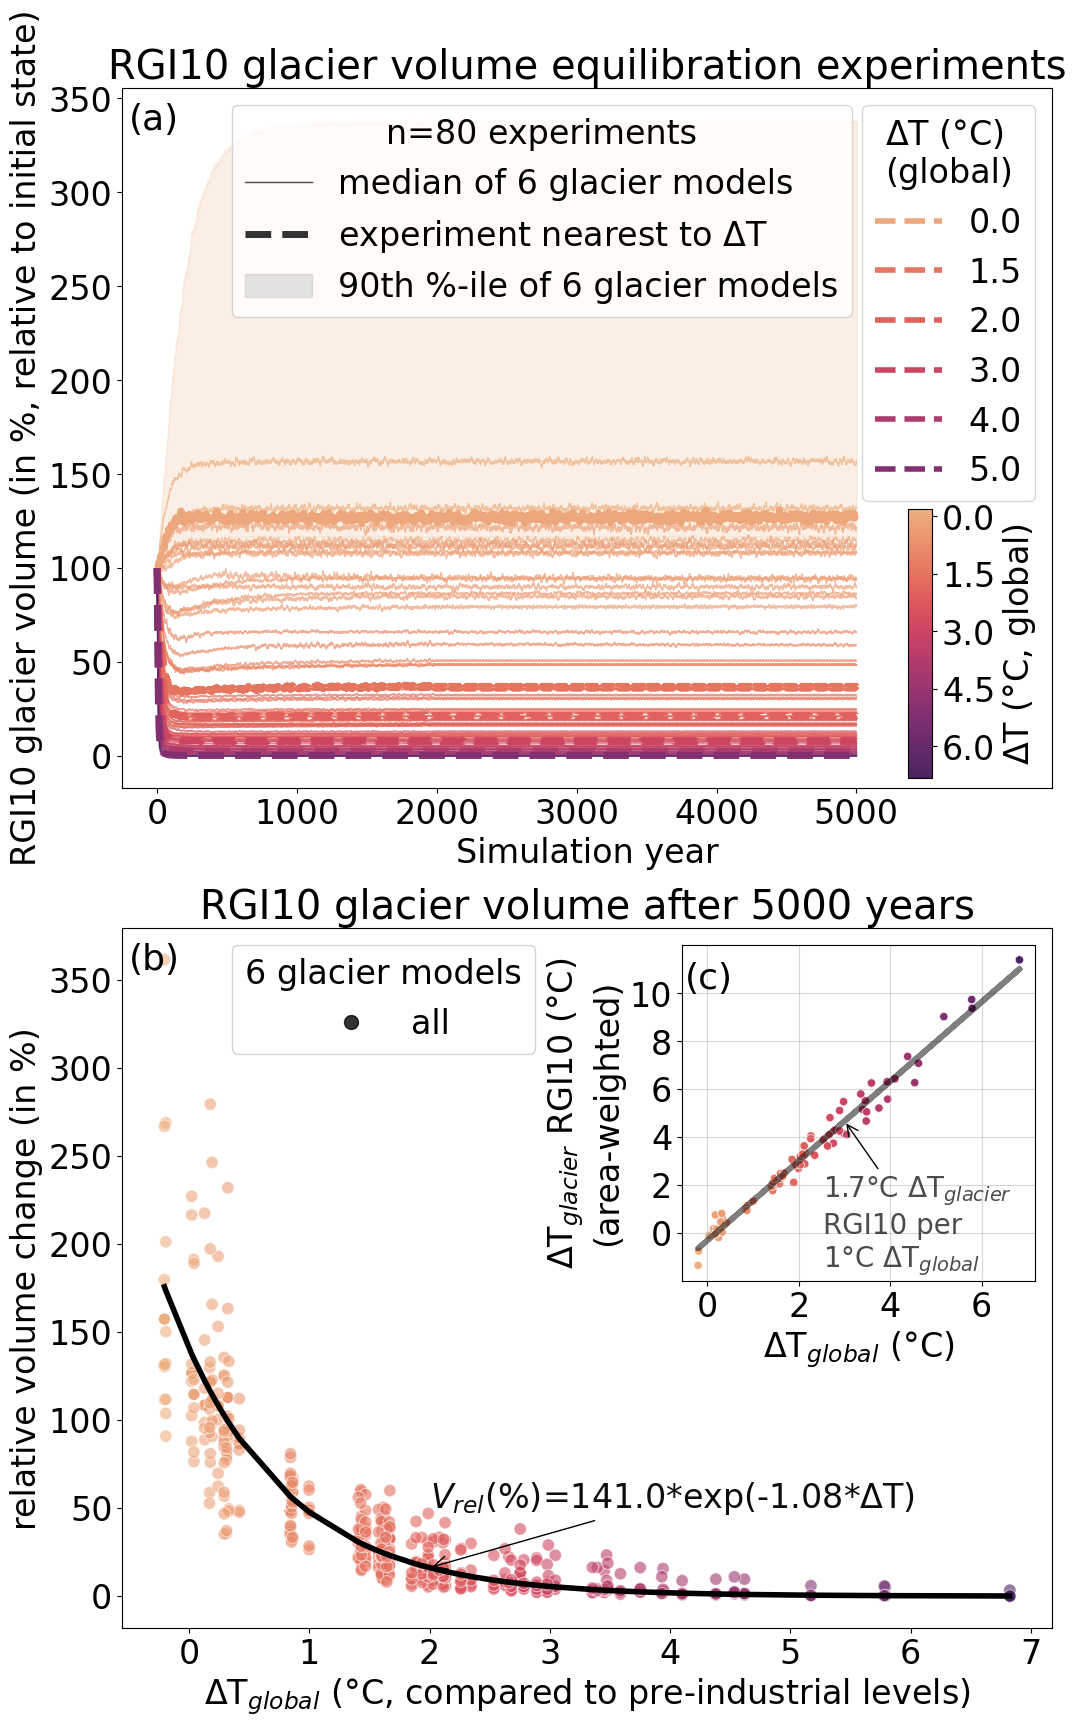 RGI10 glacier volume equilibration experiments
(a)
RGI10 glacier volume (in %, relative to initial state)
350
300
250
200
150
100
50
0
n=80 experiments
median of 6 glacier models
experiment nearest to ΔT
90th %-ile of 6 glacier models
ΔT (°C)
(global)
0.0
1.5
2.0
3.0
4.0
5.0
0.0
1.5
3.0
4.5
6.0
ΔT (°C, global)
0 1000 2000 3000 4000 5000
Simulation year
RGI10 glacier volume after 5000 years
(b)
relative volume change (in %)
350
300
250
200
150
100
50
0
6 glacier models
all
(c)
ΔT_glacier RGI10 (°C)
(area-weighted)
10
8
6
4
2
0
1.7°C ΔT_glacier
RGI10 per
1°C ΔT_global
0 2 4 6
ΔT_global (°C)
V_rel(%)=141.0*exp(-1.08*ΔT)
0 1 2 3 4 5 6 7
ΔT_global (°C, compared to pre-industrial levels)